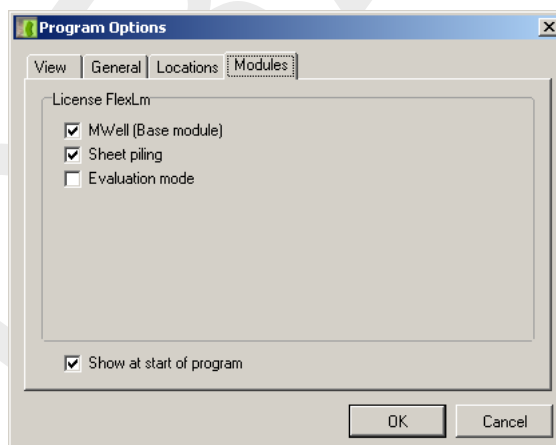 Program Options
View General Locations Modules
License FlexLm
MWell (Base module)
Sheet piling
Evaluation mode
Show at start of program
OK Cancel